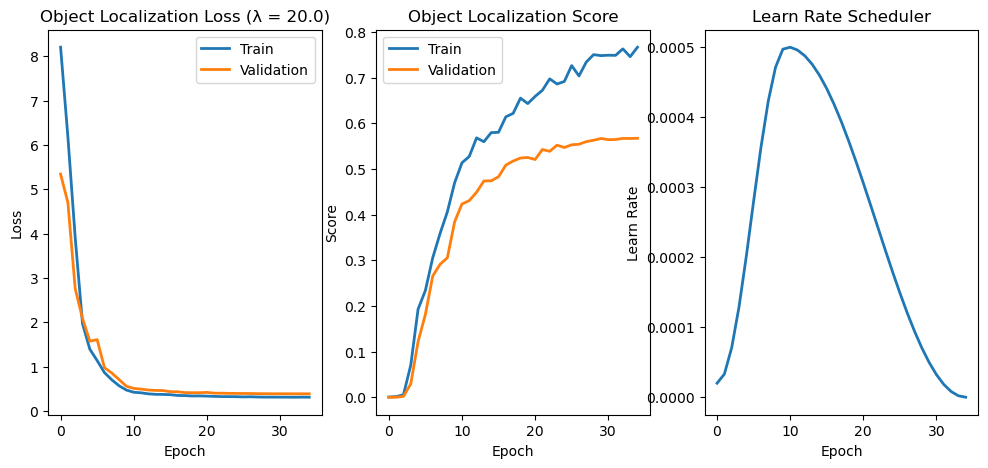 Object Localization Loss (λ = 20.0)
Loss
8
7
6
5
4
3
2
1
0
Train
Validation
0
10
20
30
Epoch
Object Localization Score
Score
0.8
0.7
0.6
0.5
0.4
0.3
0.2
0.1
0.0
Train
Validation
0
10
20
30
Epoch
Learn Rate Scheduler
Learn Rate
0.0005
0.0004
0.0003
0.0002
0.0001
0.0000
0
10
20
30
Epoch